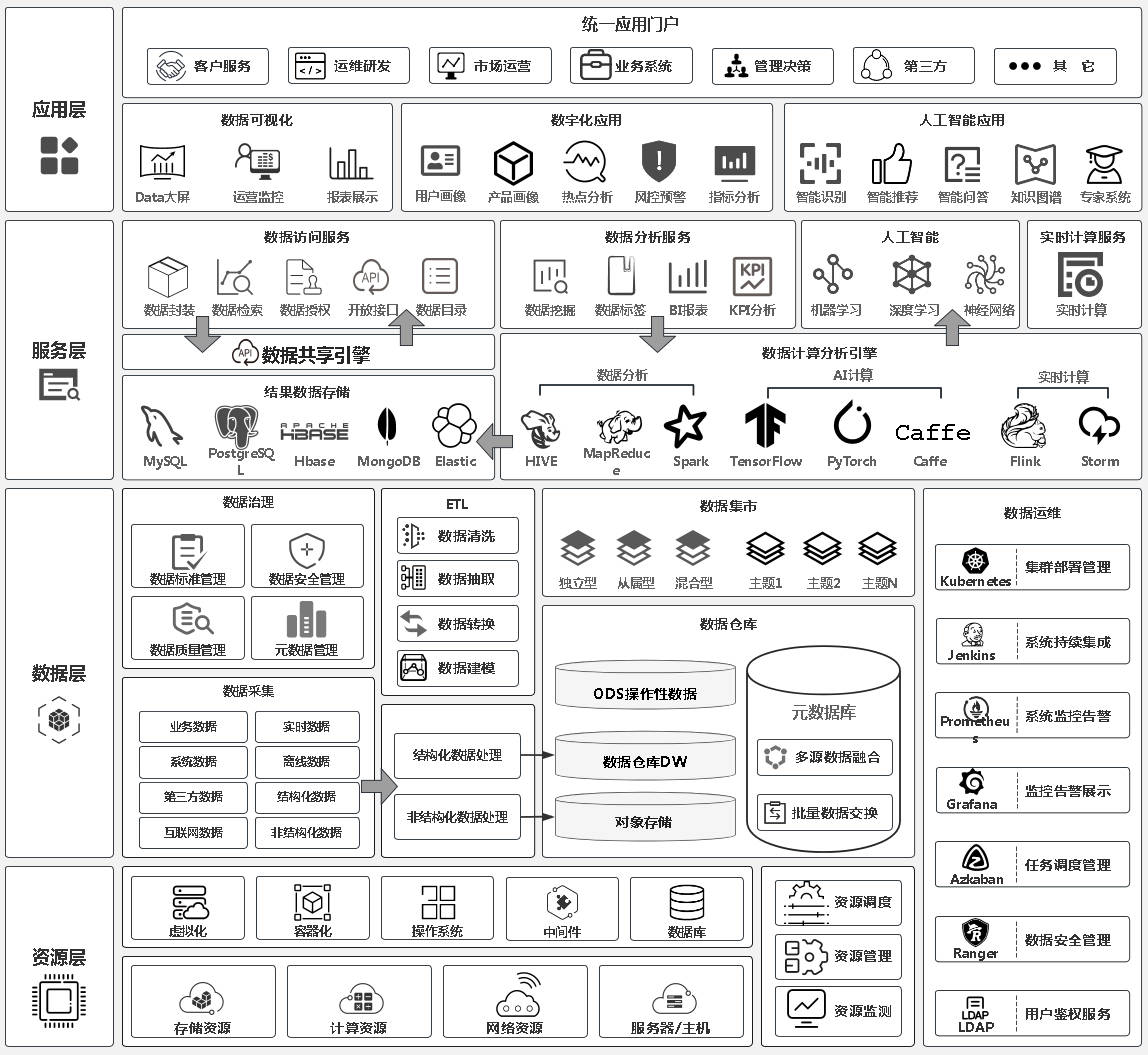 应用层
统一应用门户
客户服务
运维研发
市场运营
业务系统
管理决策
第三方
其 它
数据可视化
Data大屏
运营监控
报表展示
数字化应用
用户画像
产品画像
热点分析
风控预警
指标分析
人工智能应用
智能识别
智能推荐
智能问答
知识图谱
专家系统
服务层
数据访问服务
数据封装
数据检索
数据授权
API
开放接口
数据目录
数据分析服务
数据挖掘
数据标签
BI报表
KPI
KPI分析
人工智能
机器学习
深度学习
神经网络
实时计算服务
实时计算
API
数据共享引擎
结果数据存储
MySQL
PostgreSQ
L
APACHE
HBASE
Hbase
MongoDB
Elastic
数据计算分析引擎
数据分析
AI计算
实时计算
HIVE
MapReduc
e
Spark
TensorFlow
PyTorch
Caffe
Caffe
Flink
Storm
数据层
数据治理
数据标准管理
数据安全管理
数据质量管理
元数据管理
数据采集
业务数据
实时数据
系统数据
离线数据
第三方数据
结构化数据
互联网数据
非结构化数据
ETL
数据清洗
数据抽取
数据转换
数据建模
结构化数据处理
非结构化数据处理
数据集市
独立型
从属型
混合型
主题1
主题2
主题N
数据仓库
ODS操作性数据
数据仓库DW
对象存储
元数据库
多源数据融合
批量数据交换
数据运维
Kubernetes
集群部署管理
Jenkins
系统持续集成
Prometheu
s
系统监控告警
Grafana
监控告警展示
Azkaban
任务调度管理
Ranger
数据安全管理
LDAP
LDAP
用户鉴权服务
资源层
虚拟化
容器化
操作系统
中间件
数据库
存储资源
计算资源
网络资源
服务器/主机
资源调度
资源管理
资源监测